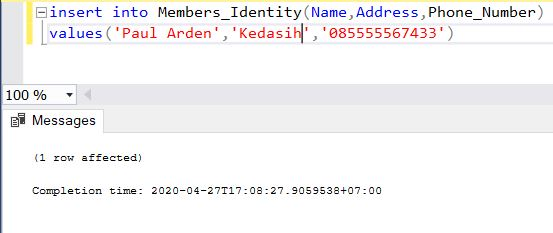 insert into Members_Identity(Name,Address,Phone_Number)
values('Paul Arden','Kedasih','085555567433')
100 %
Messages
(1 row affected)
Completion time: 2020-04-27T17:08:27.9059538+07:00